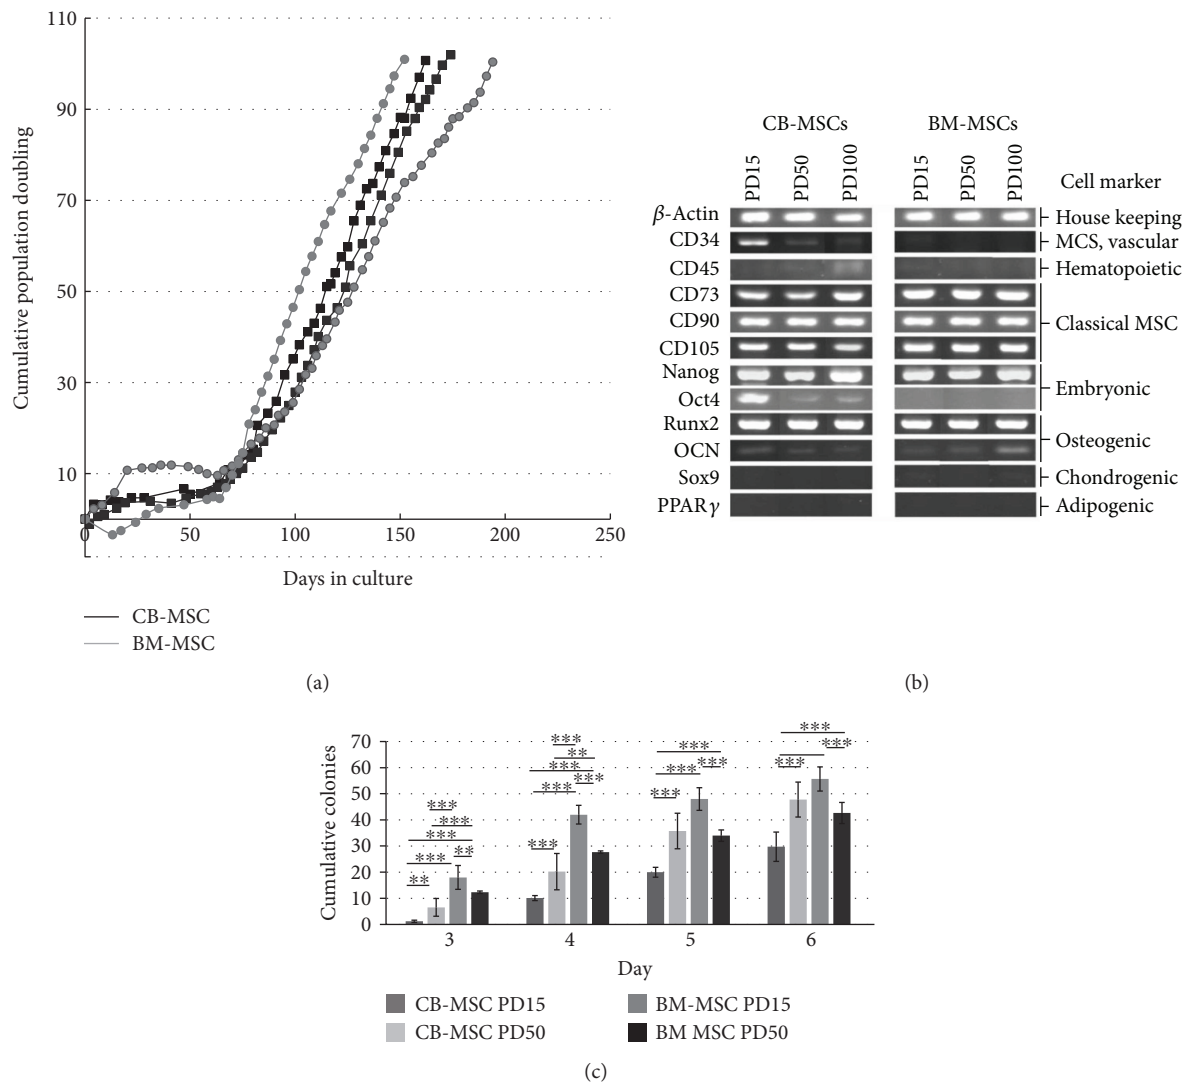 110
90
70
50
30
10
0
50
100
150
200
250
Cumulative population doubling
Days in culture
CB-MSC
BM-MSC
(a)
CB-MSCs
BM-MSCs
PD15
PD50
PD100
PD15
PD50
PD100
Cell marker
β-Actin
House keeping
CD34
MCS, vascular
CD45
Hematopoietic
CD73
CD90
Classical MSC
CD105
Nanog
Embryonic
Oct4
Runx2
Osteogenic
OCN
Sox9
Chondrogenic
PPARγ
Adipogenic
(b)
Cumulative colonies
70
60
50
40
30
20
10
0
**
***
***
***
***
**
***
***
***
**
***
***
***
***
***
***
***
***
***
3
4
5
6
Day
CB-MSC PD15
BM-MSC PD15
CB-MSC PD50
BM MSC PD50
(c)